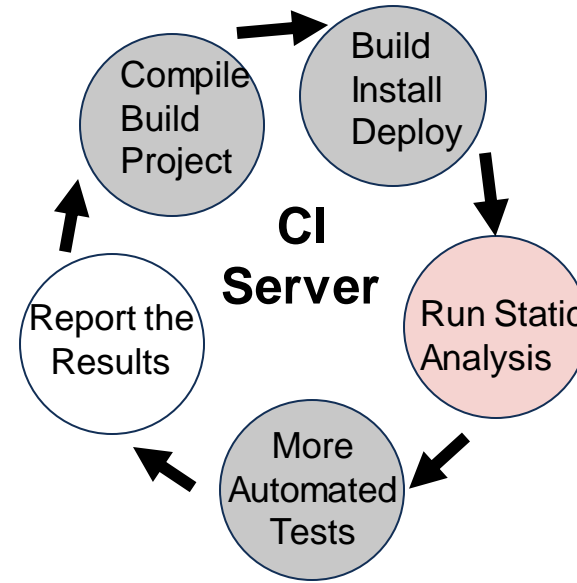 Compile
Build
Project
Build
Install
Deploy
CI
Server
Run Static
Analysis
More
Automated
Tests
Report the
Results